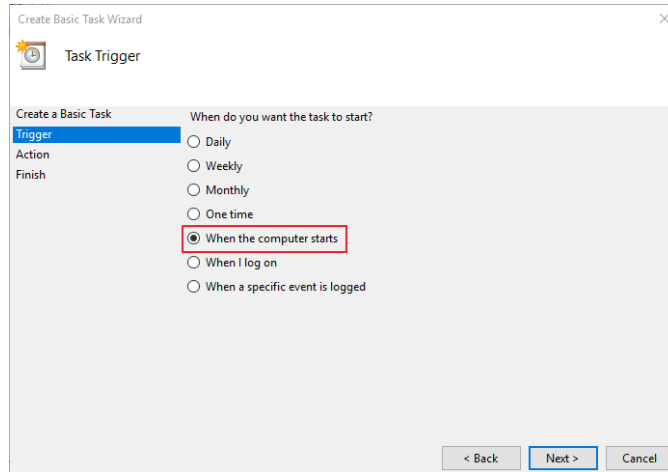 Create Basic Task Wizard
Task Trigger
Create a Basic Task
Trigger
Action
Finish
When do you want the task to start?
Daily
Weekly
Monthly
One time
When the computer starts
When I log on
When a specific event is logged
< Back
Next >
Cancel